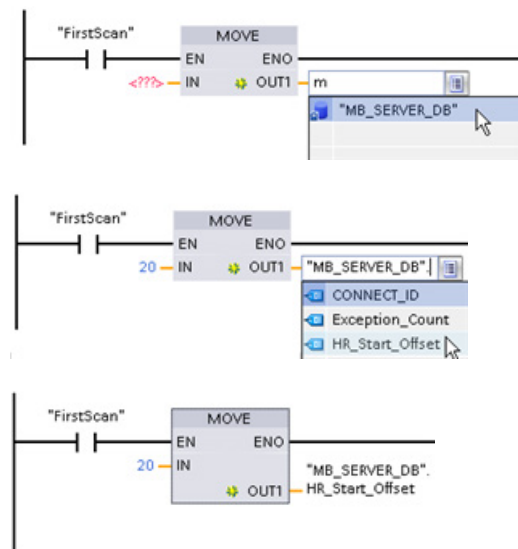 "FirstScan"
MOVE
EN ENO
<???> IN OUT1 m
"MB_SERVER_DB"
"FirstScan"
MOVE
EN ENO
20 IN OUT1 "MB_SERVER_DB".
CONNECT_ID
Exception_Count
HR_Start_Offset
"FirstScan"
MOVE
EN ENO
20 IN
"MB_SERVER_DB".
OUT1 HR_Start_Offset